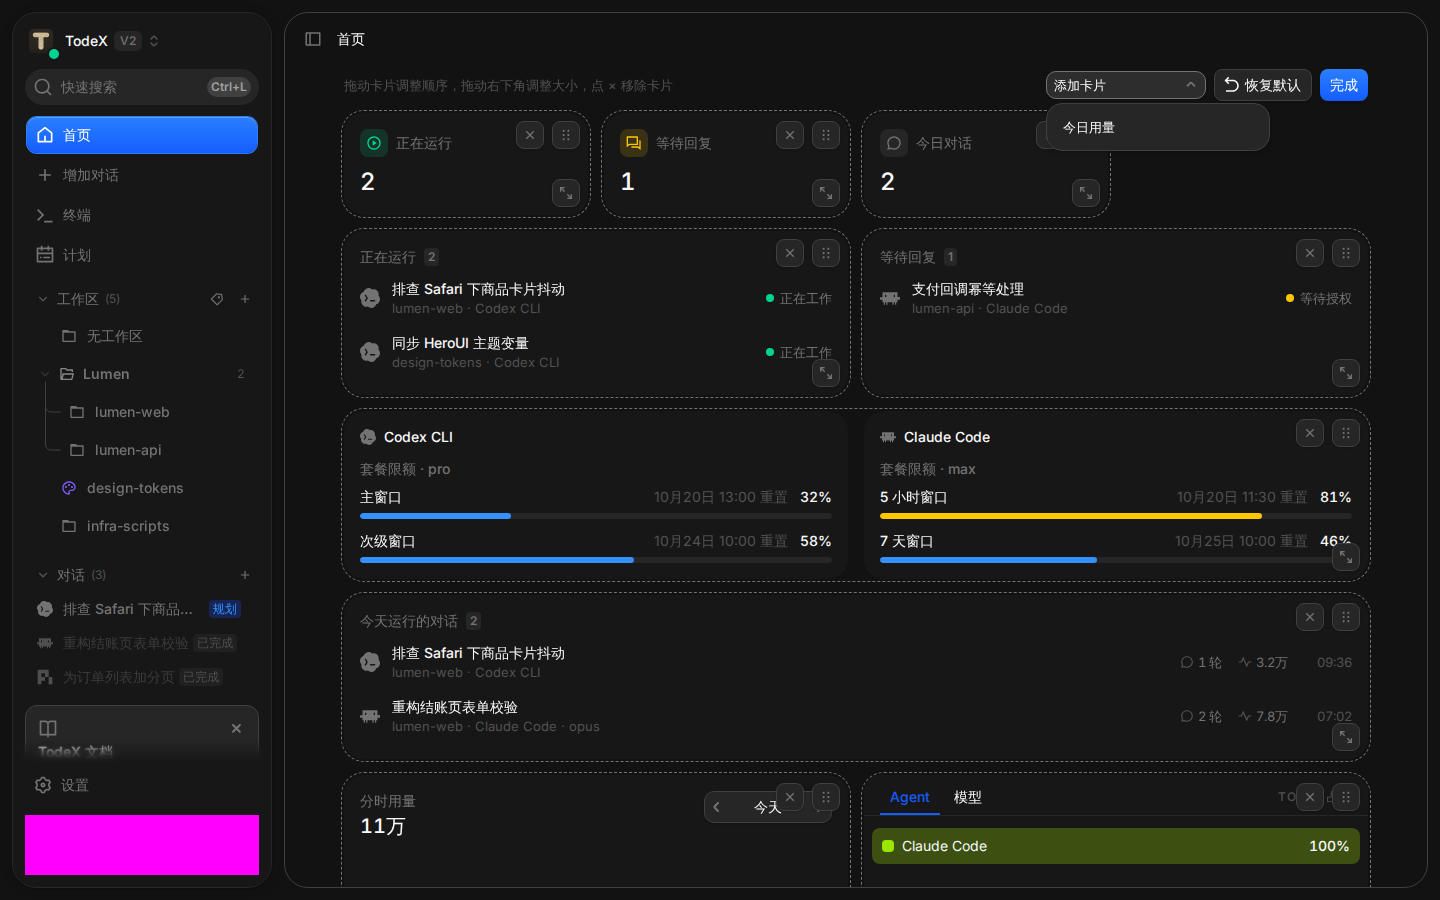 TodeX V2
快速搜索 Ctrl+L
首页
增加对话
终端
计划
工作区 (5)
无工作区
Lumen 2
lumen-web
lumen-api
design-tokens
infra-scripts
对话 (3)
排查 Safari 下商品... 规划
重构结账页表单校验 已完成
为订单列表加分页 已完成
TodeX 文档
设置
首页
拖动卡片调整顺序，拖动右下角调整大小，点 × 移除卡片
添加卡片
恢复默认
完成
今日用量
正在运行
2
等待回复
1
今日对话
2
正在运行 2
排查 Safari 下商品卡片抖动
lumen-web · Codex CLI
正在工作
同步 HeroUI 主题变量
design-tokens · Codex CLI
正在工作
等待回复 1
支付回调幂等处理
lumen-api · Claude Code
等待授权
Codex CLI
套餐限额 · pro
主窗口 10月20日 13:00 重置 32%
次级窗口 10月24日 10:00 重置 58%
Claude Code
套餐限额 · max
5 小时窗口 10月20日 11:30 重置 81%
7 天窗口 10月25日 10:00 重置 46%
今天运行的对话 2
排查 Safari 下商品卡片抖动
lumen-web · Codex CLI
1 轮 3.2万 09:36
重构结账页表单校验
lumen-web · Claude Code · opus
2 轮 7.8万 07:02
分时用量
11万
今天
Agent 模型
Claude Code 100%